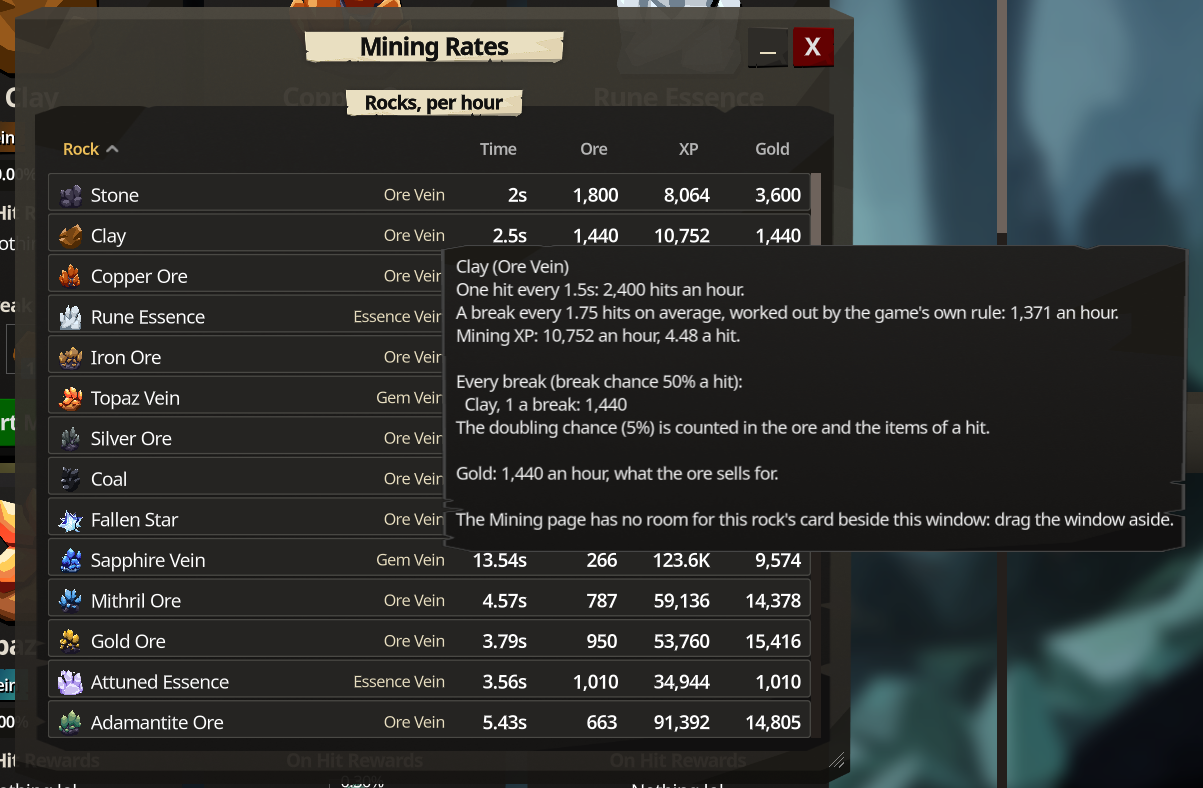 Mining Rates
_
X
Rocks, per hour
Clay
Rune Essence
Rock Time Ore XP Gold
Stone Ore Vein 2s 1,800 8,064 3,600
Clay Ore Vein 2.5s 1,440 10,752 1,440
Copper Ore Ore Vein
Rune Essence Essence Vein
Iron Ore Ore Vein
Topaz Vein Gem Vein
Silver Ore Ore Vein
Coal Ore Vein
Fallen Star Ore Vein
Sapphire Vein Gem Vein 13.54s 266 123.6K 9,574
Mithril Ore Ore Vein 4.57s 787 59,136 14,378
Gold Ore Ore Vein 3.79s 950 53,760 15,416
Attuned Essence Essence Vein 3.56s 1,010 34,944 1,010
Adamantite Ore Ore Vein 5.43s 663 91,392 14,805
Clay (Ore Vein)
One hit every 1.5s: 2,400 hits an hour.
A break every 1.75 hits on average, worked out by the game's own rule: 1,371 an hour.
Mining XP: 10,752 an hour, 4.48 a hit.
Every break (break chance 50% a hit):
Clay, 1 a break: 1,440
The doubling chance (5%) is counted in the ore and the items of a hit.
Gold: 1,440 an hour, what the ore sells for.
The Mining page has no room for this rock's card beside this window: drag the window aside.
Hit Rewards
On Hit Rewards
On Hit Rewards